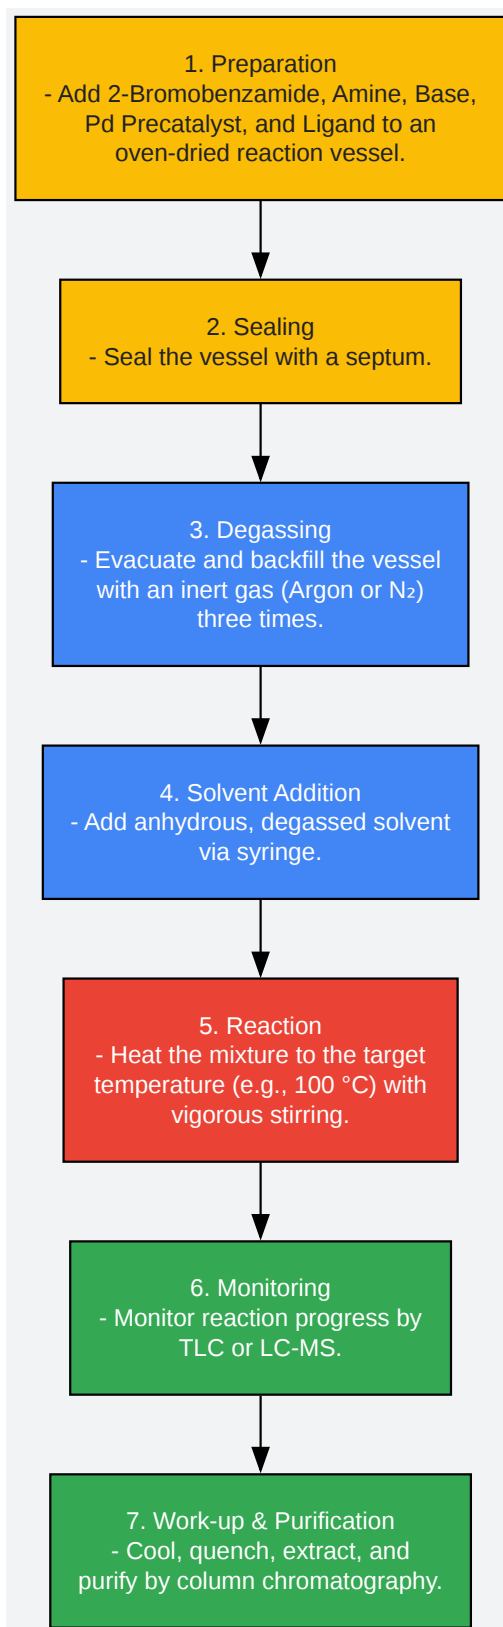 1. Preparation
- Add 2-Bromobenzamide, Amine, Base,
Pd Precatalyst, and Ligand to an
oven-dried reaction vessel.
2. Sealing
- Seal the vessel with a septum.
3. Degassing
- Evacuate and backfill the vessel
with an inert gas (Argon or N₂)
three times.
4. Solvent Addition
- Add anhydrous, degassed solvent
via syringe.
5. Reaction
- Heat the mixture to the target
temperature (e.g., 100 °C) with
vigorous stirring.
6. Monitoring
- Monitor reaction progress by
TLC or LC-MS.
7. Work-up & Purification
- Cool, quench, extract, and
purify by column chromatography.